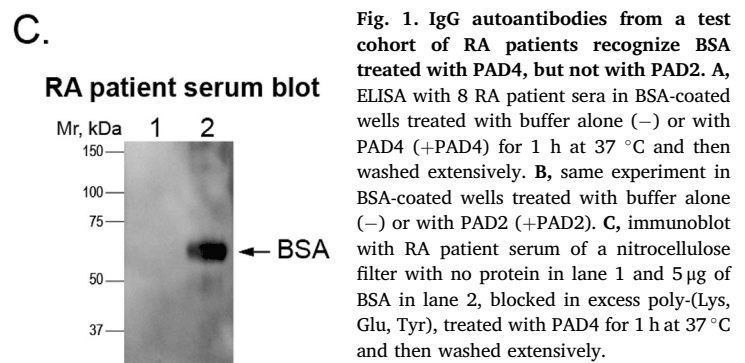 C.
RA patient serum blot
Mr, kDa 1 2
150
100
75
BSA
50
37
Fig. 1. IgG autoantibodies from a test
cohort of RA patients recognize BSA
treated with PAD4, but not with PAD2. A,
ELISA with 8 RA patient sera in BSA-coated
wells treated with buffer alone (−) or with
PAD4 (+PAD4) for 1 h at 37 °C and then
washed extensively. B, same experiment in
BSA-coated wells treated with buffer alone
(−) or with PAD2 (+PAD2). C, immunoblot
with RA patient serum of a nitrocellulose
filter with no protein in lane 1 and 5 μg of
BSA in lane 2, blocked in excess poly-(Lys,
Glu, Tyr), treated with PAD4 for 1 h at 37 °C
and then washed extensively.